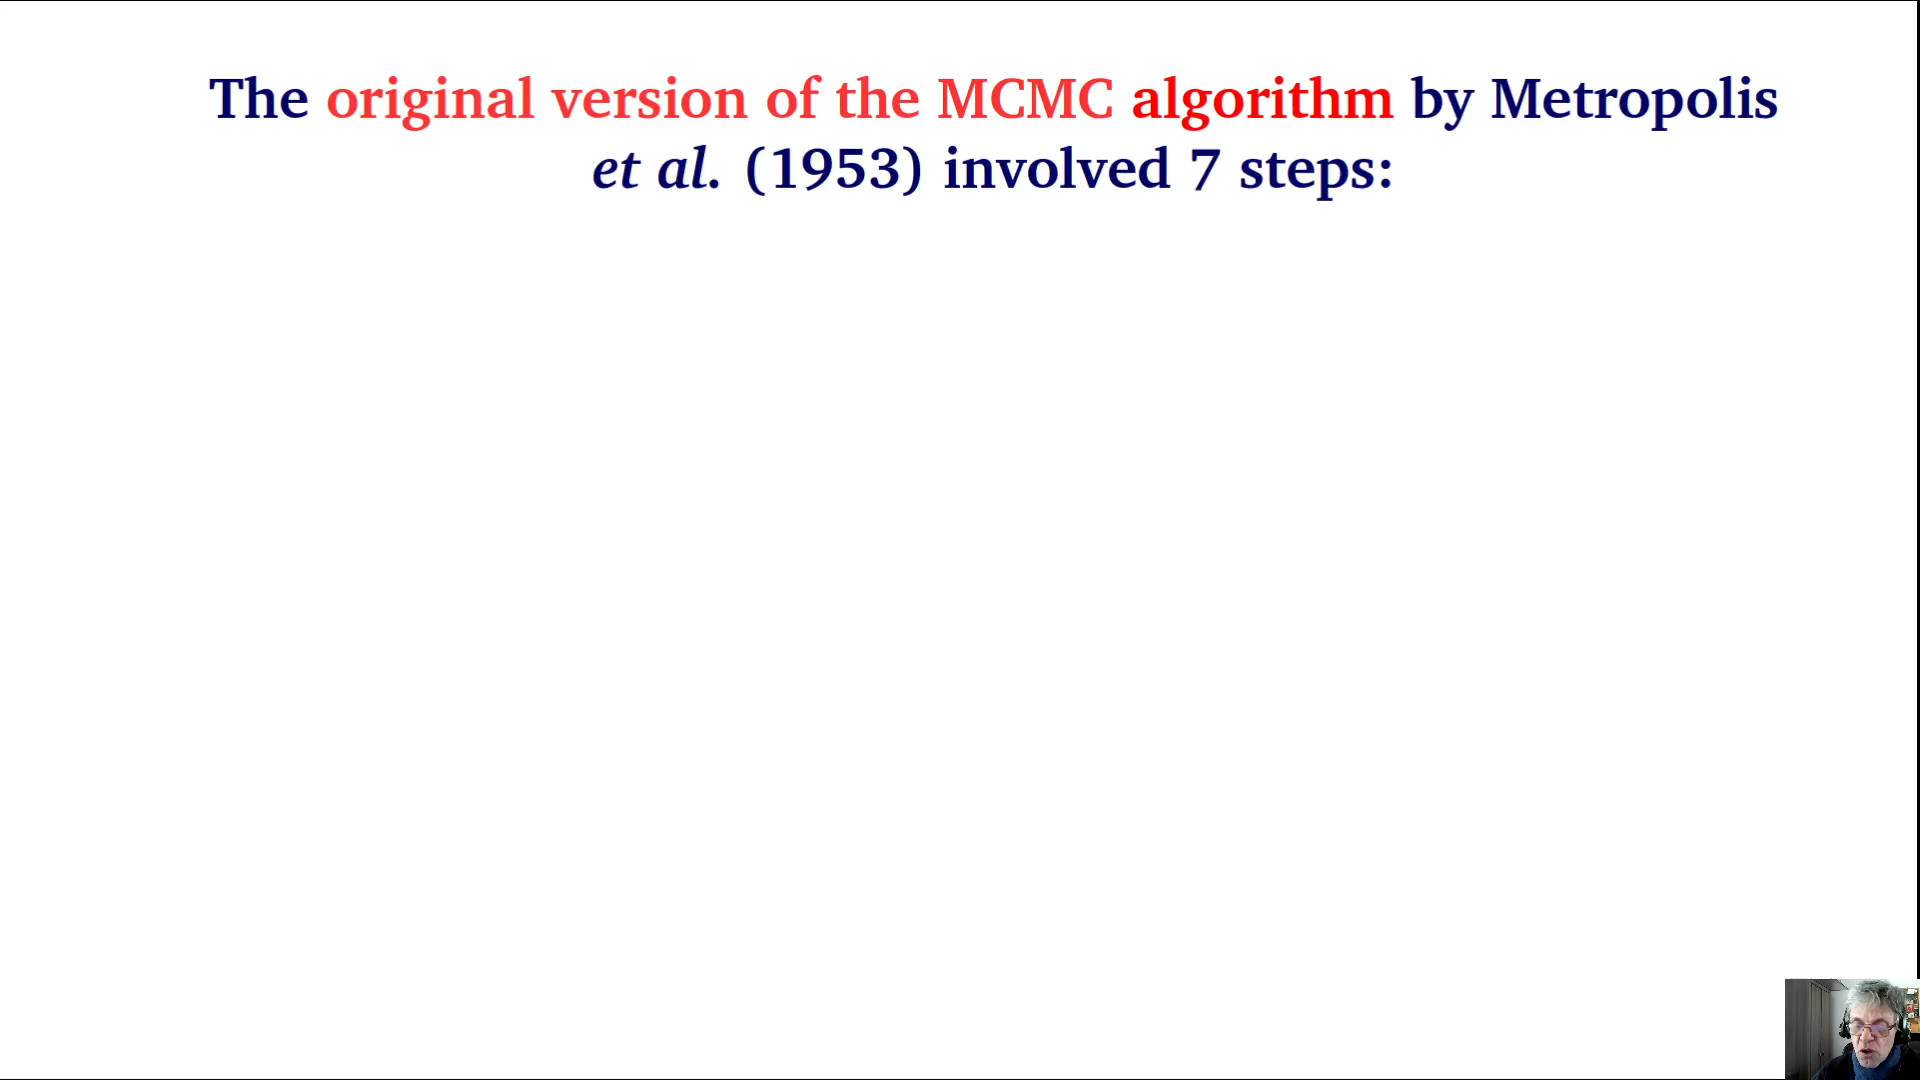 The original version of the MCMC algorithm by Metropolis
et al. (1953) involved 7 steps: